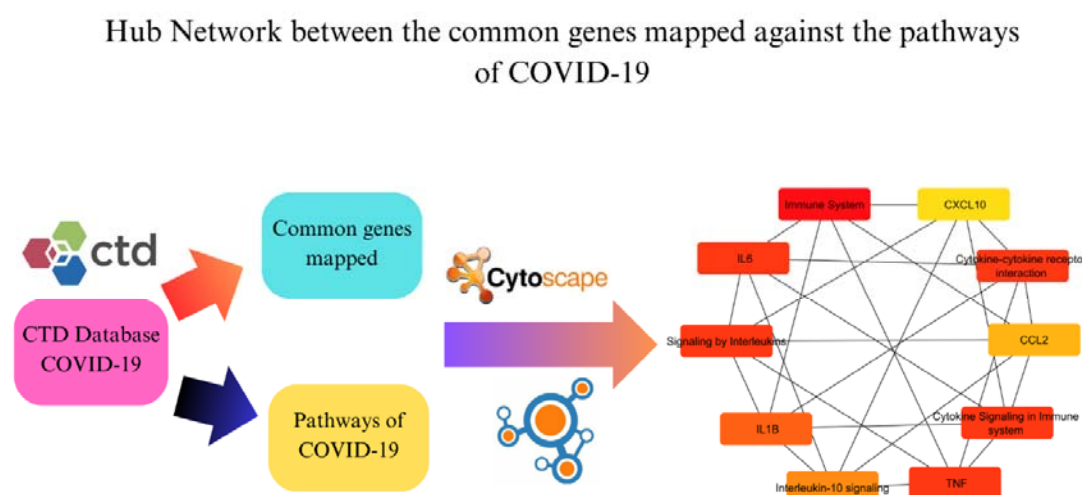 Hub Network between the common genes mapped against the pathways
of COVID-19
ctd
CTD Database
COVID-19
Common genes
mapped
Pathways of
COVID-19
Cytoscape
Immune System
CXCL10
IL6
Cytokine-cytokine recepto
interaction
Signaling by Interleukins
CCL2
IL1B
Cytokine Signaling in Immune
system
Interleukin-10 signaling
TNF